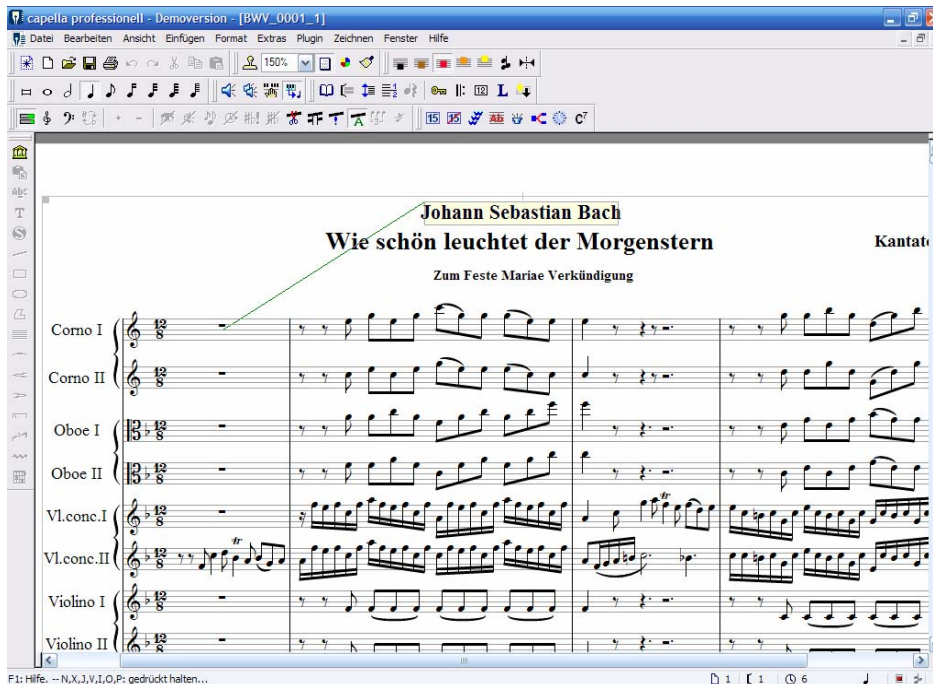 capella professionell - Demoversion - [BWV_0001_1]
Datei Bearbeiten Ansicht Einfügen Format Extras Plugin Zeichnen Fenster Hilfe
150%
Johann Sebastian Bach
Wie schön leuchtet der Morgenstern
Kantate
Zum Feste Mariae Verkündigung
Corno I
Corno II
Oboe I
Oboe II
Vl.conc.I
Vl.conc.II
Violino I
Violino II
F1: Hilfe. -- N,X,J,V,I,O,P: gedrückt halten... 1 1 6